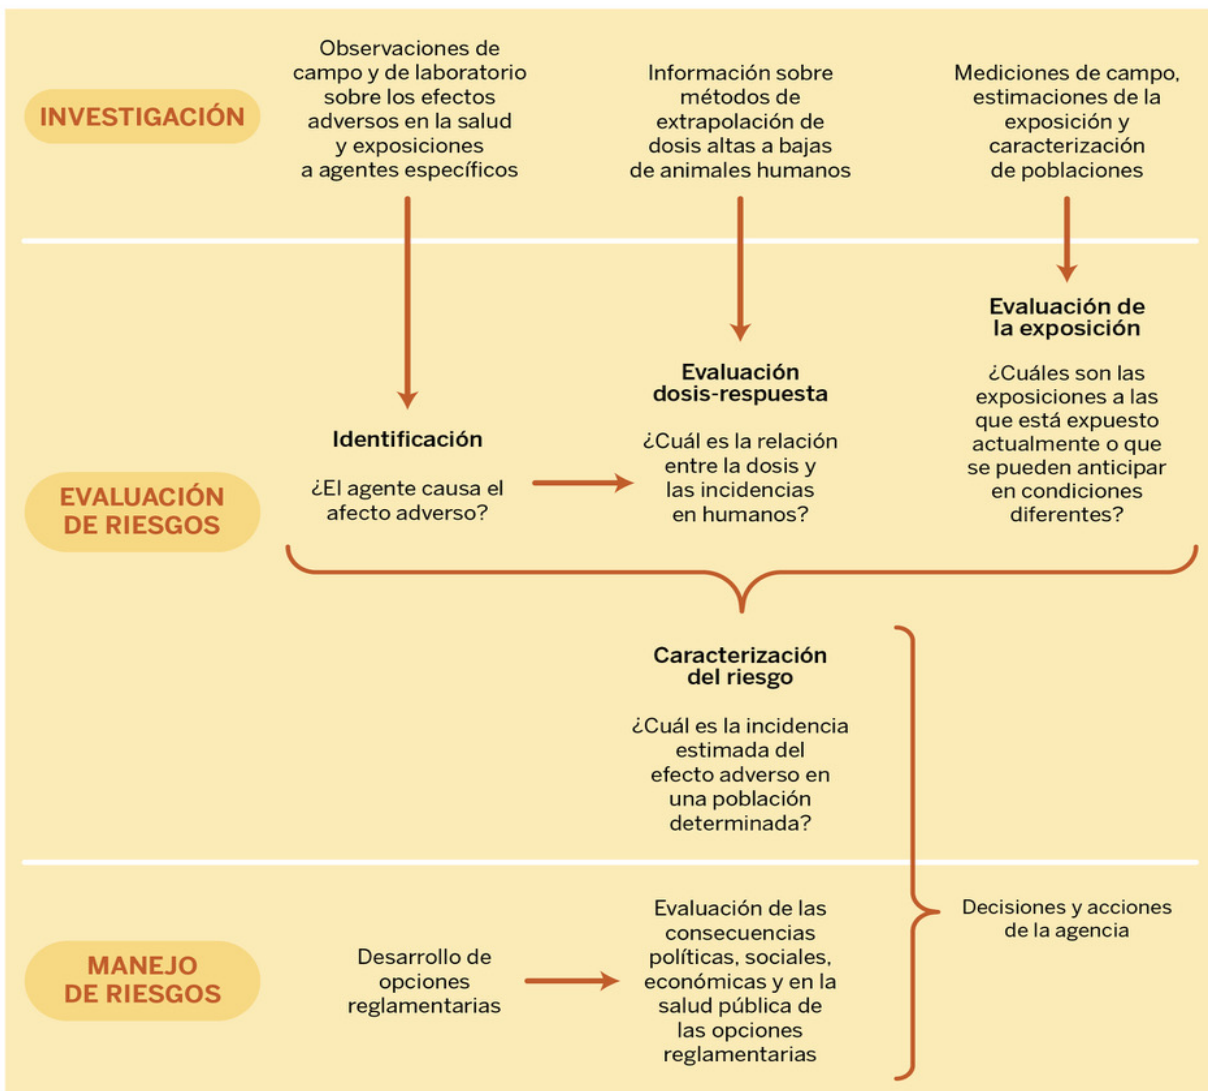 INVESTIGACIÓN
Observaciones de
campo y de laboratorio
sobre los efectos
adversos en la salud
y exposiciones
a agentes específicos
Información sobre
métodos de
extrapolación de
dosis altas a bajas
de animales humanos
Mediciones de campo,
estimaciones de la
exposición y
caracterización
de poblaciones
EVALUACIÓN
DE RIESGOS
Identificación
¿El agente causa el
afecto adverso?
Evaluación
dosis-respuesta
¿Cuál es la relación
entre la dosis y
las incidencias
en humanos?
Evaluación de
la exposición
¿Cuáles son las
exposiciones a las
que está expuesto
actualmente o que
se pueden anticipar
en condiciones
diferentes?
Caracterización
del riesgo
¿Cuál es la incidencia
estimada del
efecto adverso en
una población
determinada?
MANEJO
DE RIESGOS
Desarrollo de
opciones
reglamentarias
Evaluación de las
consecuencias
políticas, sociales,
económicas y en la
salud pública de
las opciones
reglamentarias
Decisiones y acciones
de la agencia